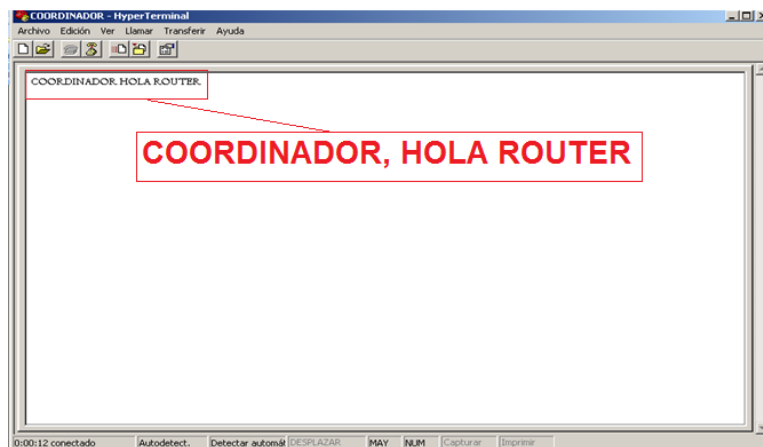 COORDINADOR - HyperTerminal
Archivo Edición Ver Llamar Transferir Ayuda
COORDINADOR HOLA ROUTER
COORDINADOR, HOLA ROUTER
0:00:12 conectado Autodetect. Detectar automát DESPLAZAR MAY NUM Capturar Imprimir